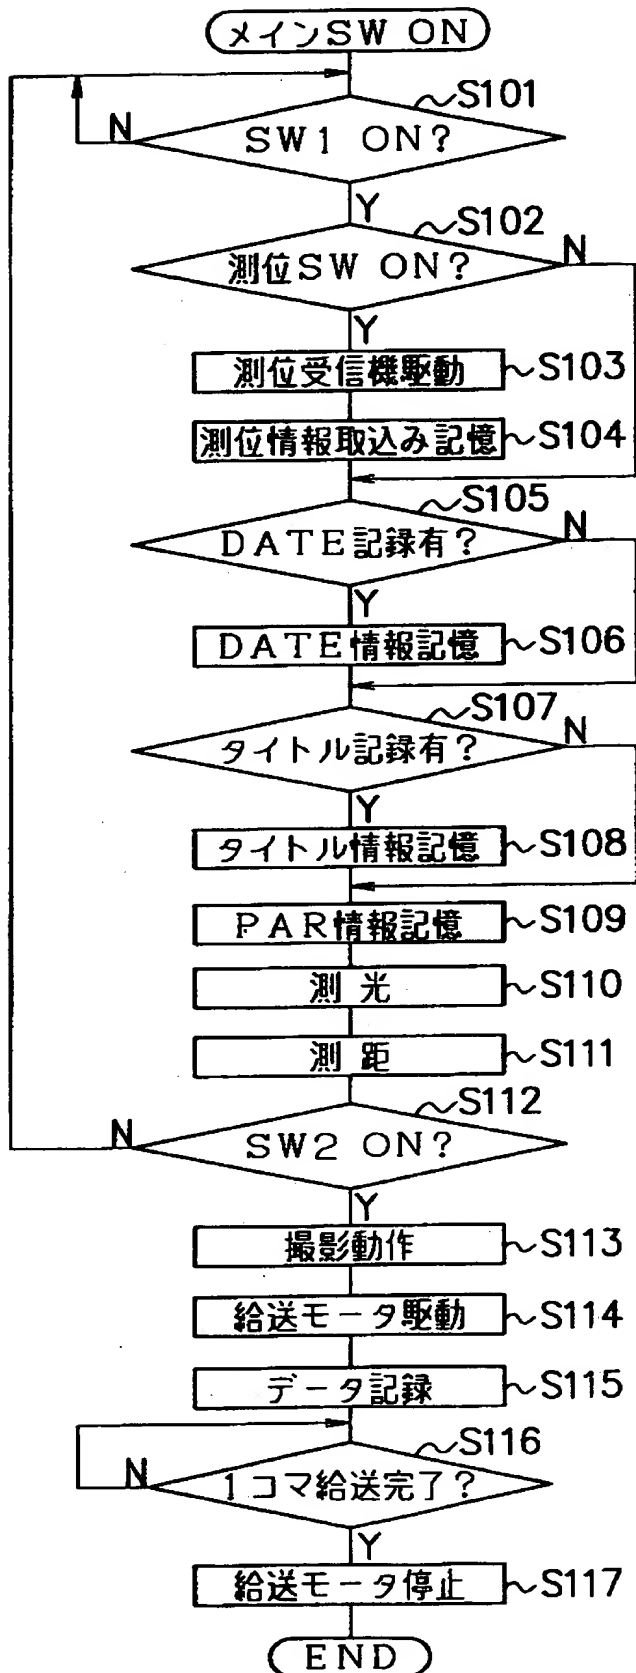 メインSW ON
S101
N
SW1 ON?
Y
S102
測位SW ON?
N
Y
測位受信機駆動
S103
測位情報取込み記憶
S104
S105
DATE記録有?
N
Y
DATE情報記憶
S106
S107
タイトル記録有?
N
Y
タイトル情報記憶
S108
PAR情報記憶
S109
測 光
S110
測 距
S111
S112
N
SW2 ON?
Y
撮影動作
S113
給送モータ駆動
S114
データ記録
S115
S116
N
1コマ給送完了?
Y
給送モータ停止
S117
END